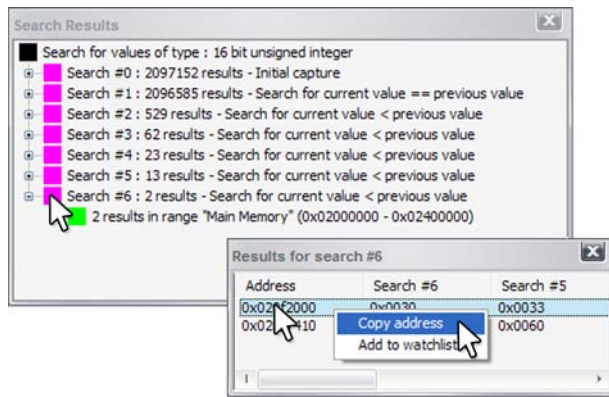 Search Results
Search for values of type : 16 bit unsigned integer
Search #0 : 2097152 results - Initial capture
Search #1 : 2096585 results - Search for current value == previous value
Search #2 : 529 results - Search for current value < previous value
Search #3 : 62 results - Search for current value < previous value
Search #4 : 23 results - Search for current value < previous value
Search #5 : 13 results - Search for current value < previous value
Search #6 : 2 results - Search for current value < previous value
2 results in range "Main Memory" (0x02000000 - 0x02400000)
Results for search #6
Address Search #6 Search #5
0x0030 0x0033
0x0060
Copy address
Add to watchlist